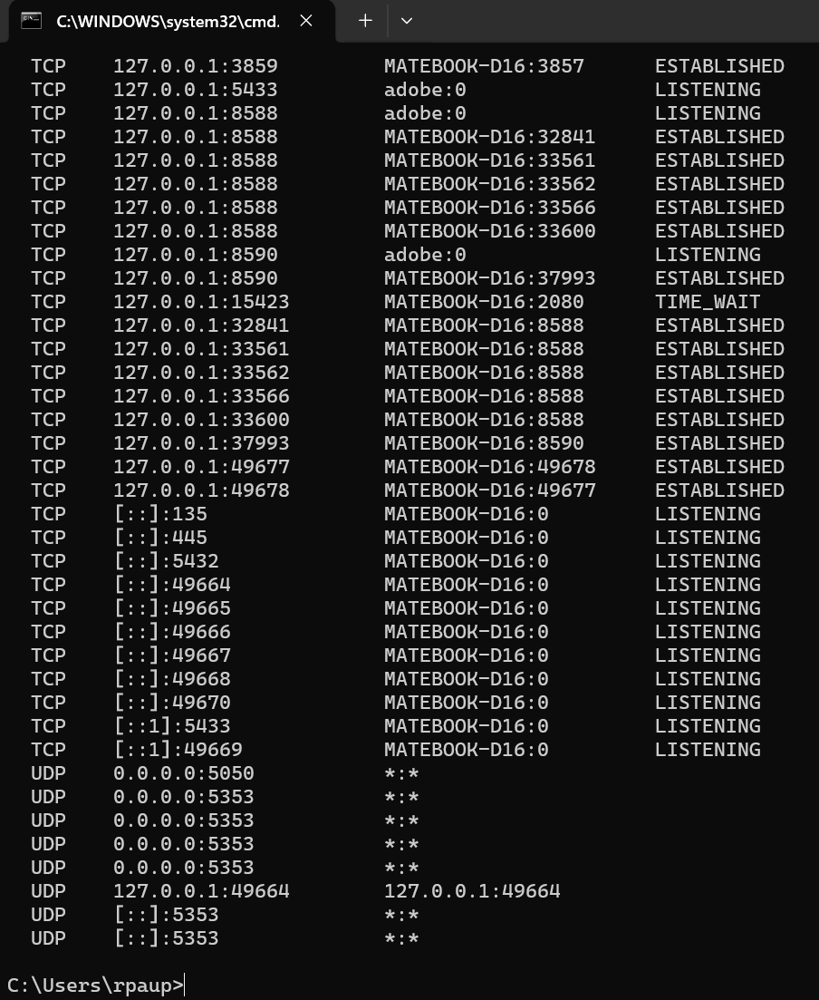 C:\WINDOWS\system32\cmd.
TCP 127.0.0.1:3859 MATEBOOK-D16:3857 ESTABLISHED
TCP 127.0.0.1:5433 adobe:0 LISTENING
TCP 127.0.0.1:8588 adobe:0 LISTENING
TCP 127.0.0.1:8588 MATEBOOK-D16:32841 ESTABLISHED
TCP 127.0.0.1:8588 MATEBOOK-D16:33561 ESTABLISHED
TCP 127.0.0.1:8588 MATEBOOK-D16:33562 ESTABLISHED
TCP 127.0.0.1:8588 MATEBOOK-D16:33566 ESTABLISHED
TCP 127.0.0.1:8588 MATEBOOK-D16:33600 ESTABLISHED
TCP 127.0.0.1:8590 adobe:0 LISTENING
TCP 127.0.0.1:8590 MATEBOOK-D16:37993 ESTABLISHED
TCP 127.0.0.1:15423 MATEBOOK-D16:2080 TIME_WAIT
TCP 127.0.0.1:32841 MATEBOOK-D16:8588 ESTABLISHED
TCP 127.0.0.1:33561 MATEBOOK-D16:8588 ESTABLISHED
TCP 127.0.0.1:33562 MATEBOOK-D16:8588 ESTABLISHED
TCP 127.0.0.1:33566 MATEBOOK-D16:8588 ESTABLISHED
TCP 127.0.0.1:33600 MATEBOOK-D16:8588 ESTABLISHED
TCP 127.0.0.1:37993 MATEBOOK-D16:8590 ESTABLISHED
TCP 127.0.0.1:49677 MATEBOOK-D16:49678 ESTABLISHED
TCP 127.0.0.1:49678 MATEBOOK-D16:49677 ESTABLISHED
TCP [::]:135 MATEBOOK-D16:0 LISTENING
TCP [::]:445 MATEBOOK-D16:0 LISTENING
TCP [::]:5432 MATEBOOK-D16:0 LISTENING
TCP [::]:49664 MATEBOOK-D16:0 LISTENING
TCP [::]:49665 MATEBOOK-D16:0 LISTENING
TCP [::]:49666 MATEBOOK-D16:0 LISTENING
TCP [::]:49667 MATEBOOK-D16:0 LISTENING
TCP [::]:49668 MATEBOOK-D16:0 LISTENING
TCP [::]:49670 MATEBOOK-D16:0 LISTENING
TCP [::1]:5433 MATEBOOK-D16:0 LISTENING
TCP [::1]:49669 MATEBOOK-D16:0 LISTENING
UDP 0.0.0.0:5050 *:*
UDP 0.0.0.0:5353 *:*
UDP 0.0.0.0:5353 *:*
UDP 0.0.0.0:5353 *:*
UDP 0.0.0.0:5353 *:*
UDP 127.0.0.1:49664 127.0.0.1:49664
UDP [::]:5353 *:*
UDP [::]:5353 *:*
C:\Users\rpaup>